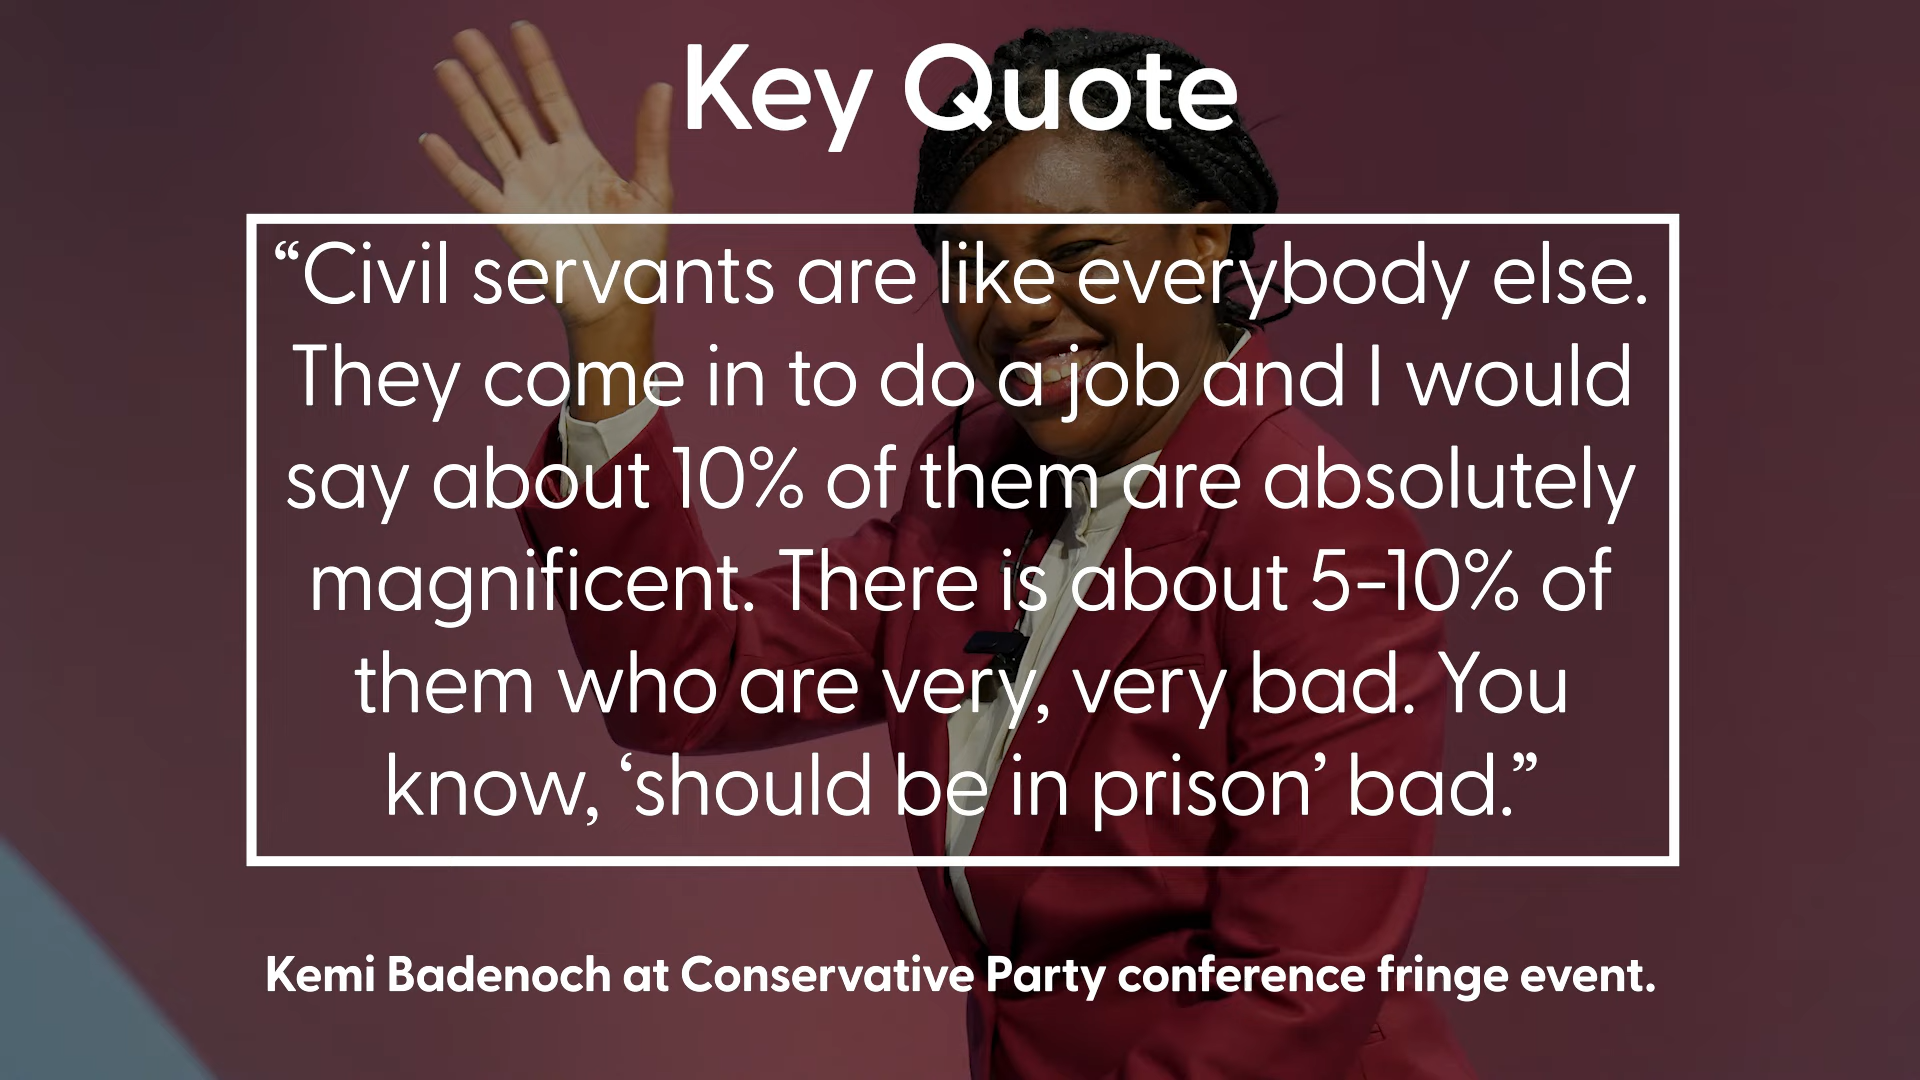 Key Quote
“Civil servants are like everybody else.
They come in to do a job and I would
say about 10% of them are absolutely
magnificent. There is about 5-10% of
them who are very, very bad. You
know, ‘should be in prison’ bad.”
Kemi Badenoch at Conservative Party conference fringe event.